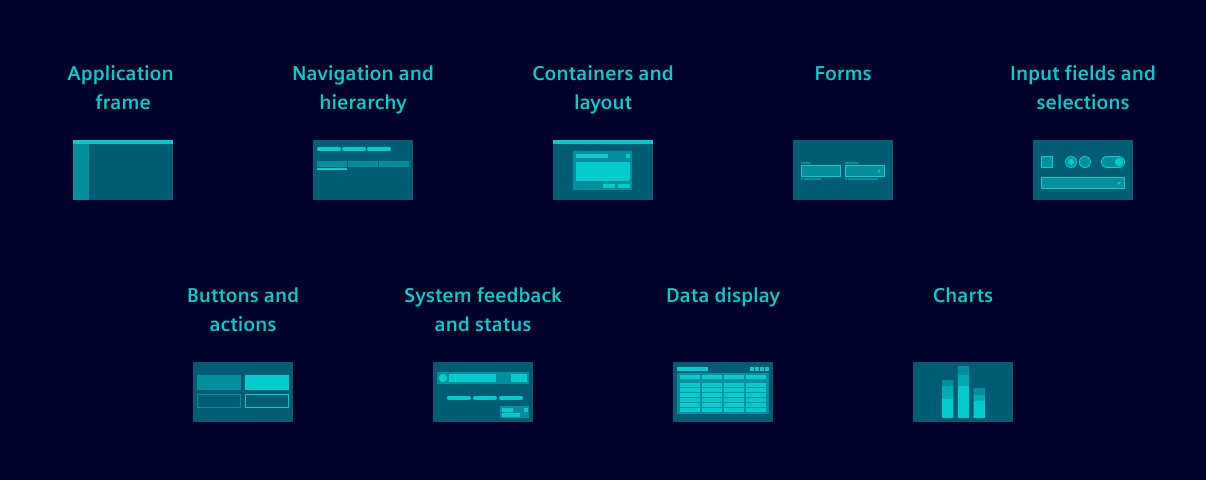 Application
frame
Navigation and
hierarchy
Containers and
layout
Forms
Input fields and
selections
Buttons and
actions
System feedback
and status
Data display
Charts